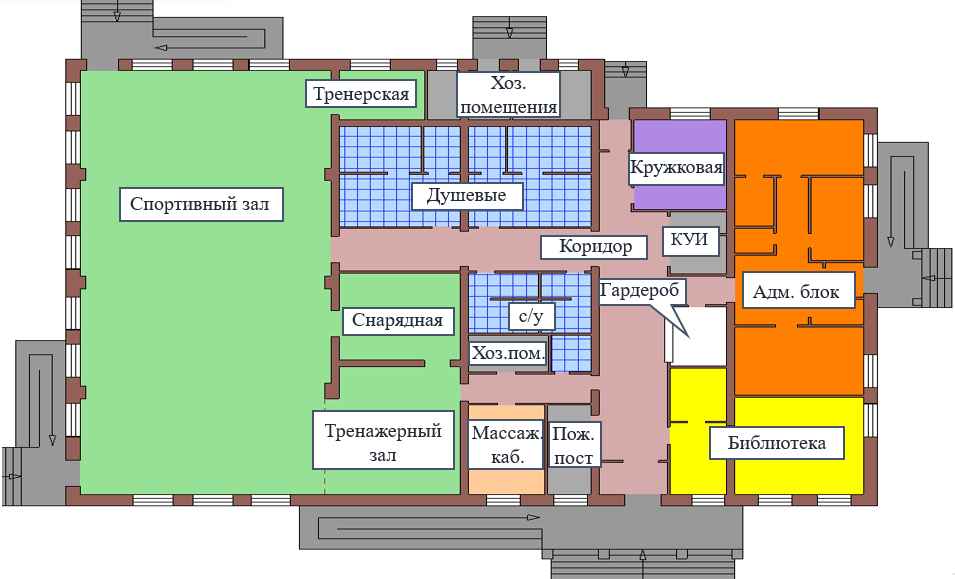 Тренерская
Хоз.
помещения
Кружковая
Спортивный зал
Душевые
Коридор
КУИ
Гардероб
Адм. блок
Снарядная
с/у
Хоз.пом.
Тренажерный
зал
Массаж.
каб.
Пож.
пост
Библиотека